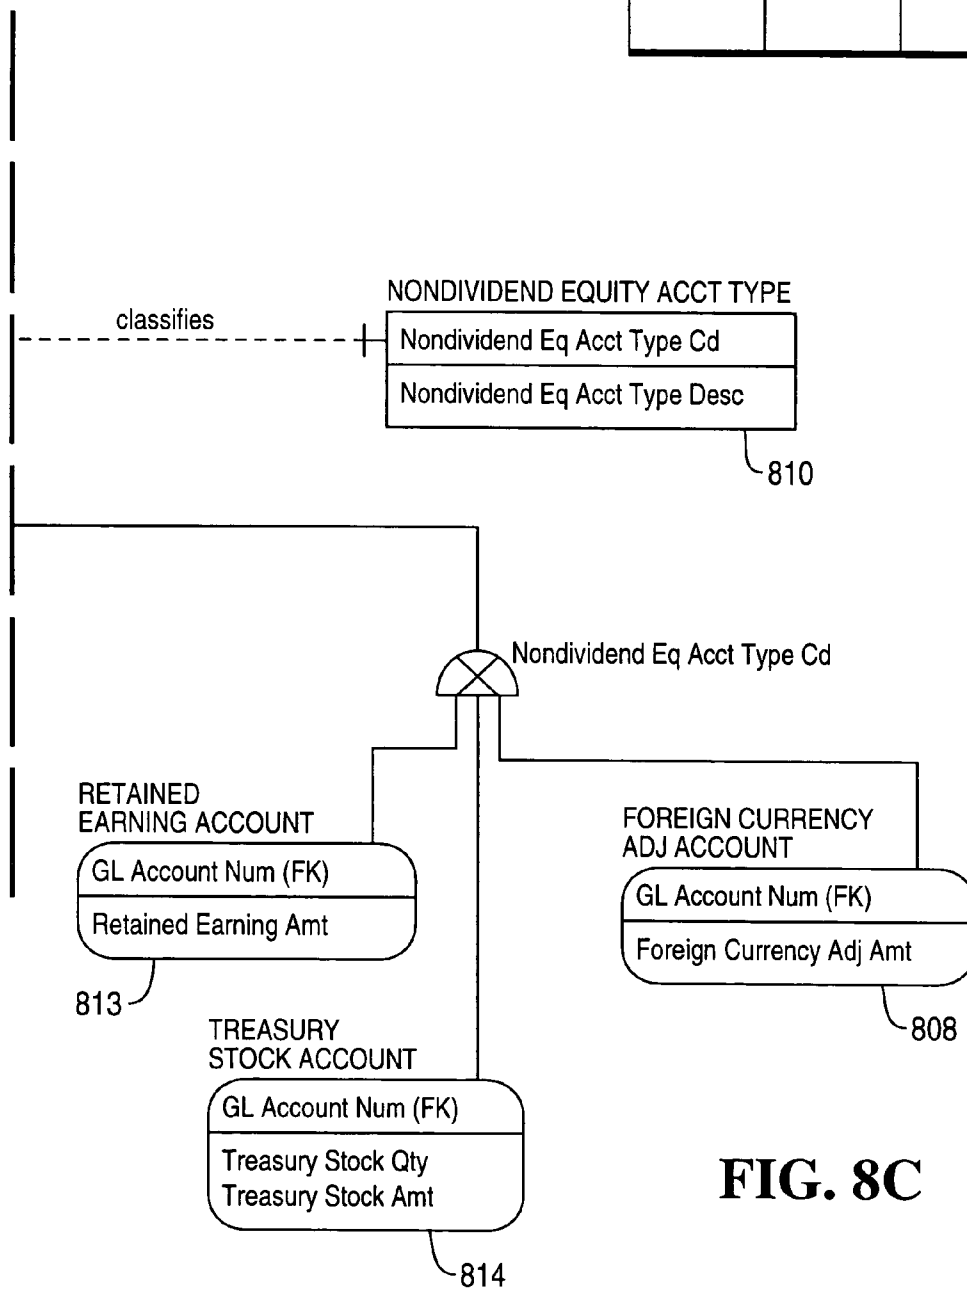 NONDIVIDEND EQUITY ACCT TYPE
classifies
Nondividend Eq Acct Type Cd
Nondividend Eq Acct Type Desc
810
Nondividend Eq Acct Type Cd
RETAINED
EARNING ACCOUNT
GL Account Num (FK)
Retained Earning Amt
813
FOREIGN CURRENCY
ADJ ACCOUNT
GL Account Num (FK)
Foreign Currency Adj Amt
808
TREASURY
STOCK ACCOUNT
GL Account Num (FK)
Treasury Stock Qty
Treasury Stock Amt
814
FIG. 8C